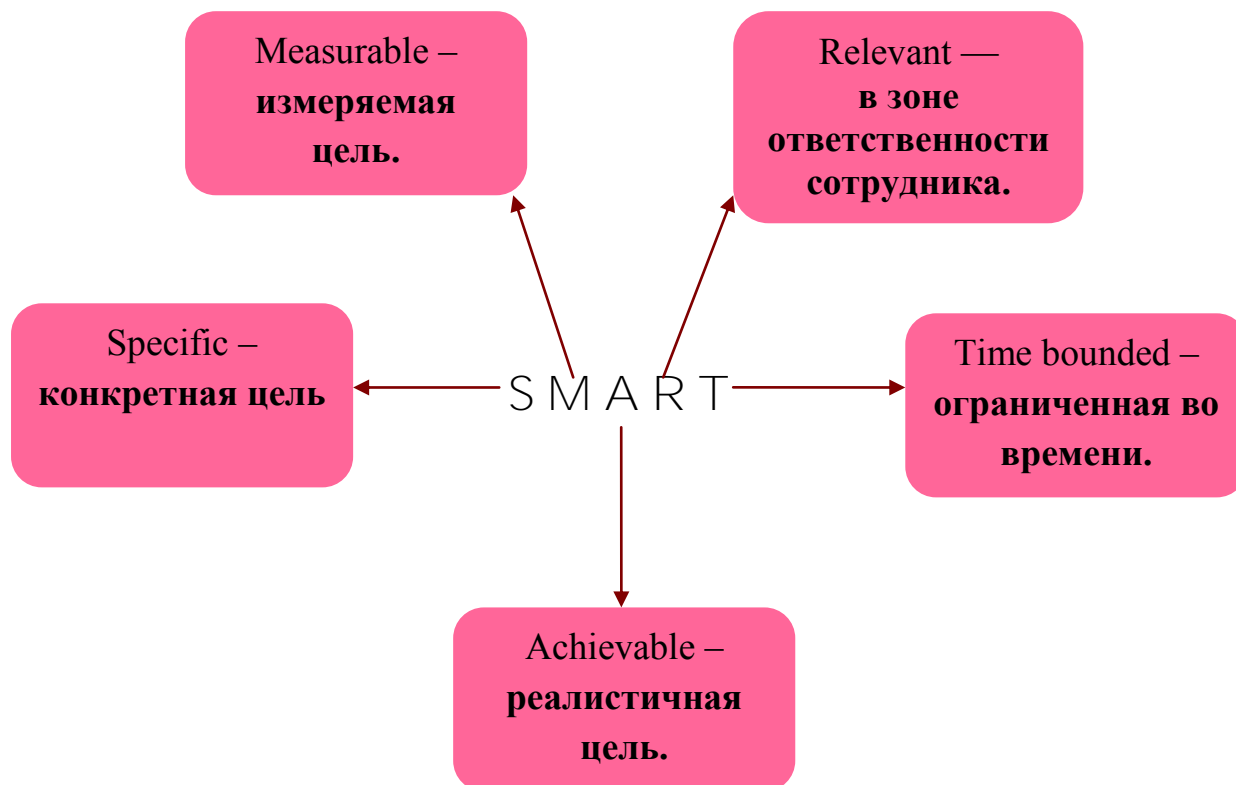 Measurable –
измеряемая
цель.
Relevant —
в зоне
ответственности
сотрудника.
Specific –
конкретная цель
S M A R T
Time bounded –
ограниченная во
времени.
Achievable –
реалистичная
цель.